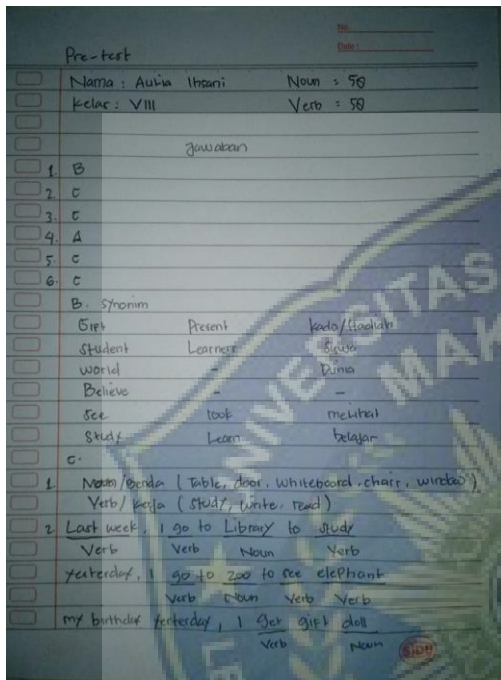 No.
Date :
Pre-test
Nama : Aulia Ihsani Noun : 58
Kelas : VIII Verb : 58
Jawaban
1. B
2. C
3. C
4. A
5. C
6. C
B. Synonim
Gift Present Kado/Hadiah
Student Learner Siswa
World - Dunia
Believe - -
See look melihat
Study Learn belajar
C.
1. Noun/Benda (Table, door, whiteboard, chair, window)
Verb/kerja (study, write, read)
2. Last week, I go to Library to study
Verb Verb Noun Verb
yesterday, I go to zoo to see elephant
Verb Noun Verb Verb
my birthday yesterday, I get gift doll
Verb Noun
SIDU
UNIVERSITAS